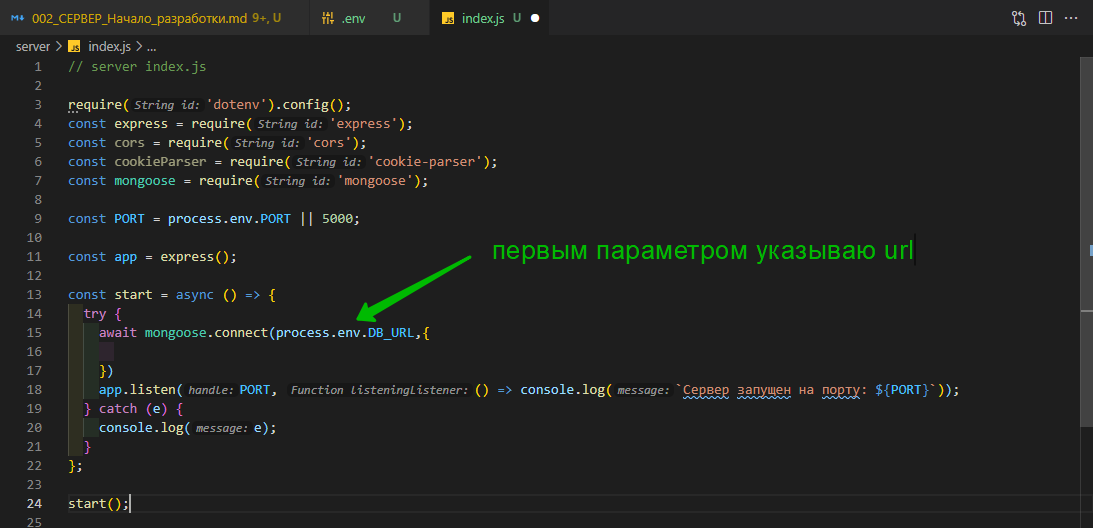 002_СЕРВЕР_Начало_разработки.md 9+, U .env U JS index.js U
server > JS index.js > ...
1 // server index.js
2
3 require( String id: 'dotenv').config();
4 const express = require( String id: 'express');
5 const cors = require( String id: 'cors');
6 const cookieParser = require( String id: 'cookie-parser');
7 const mongoose = require( String id: 'mongoose');
8
9 const PORT = process.env.PORT || 5000;
10
первым параметром указываю url
11 const app = express();
12
13 const start = async () => {
14 try {
15 await mongoose.connect(process.env.DB_URL,{
16
17 })
18 app.listen( handle: PORT, Function listeningListener: () => console.log( message: `Сервер запущен на порту: ${PORT}`));
19 } catch (e) {
20 console.log( message: e);
21 }
22 };
23
24 start();
25